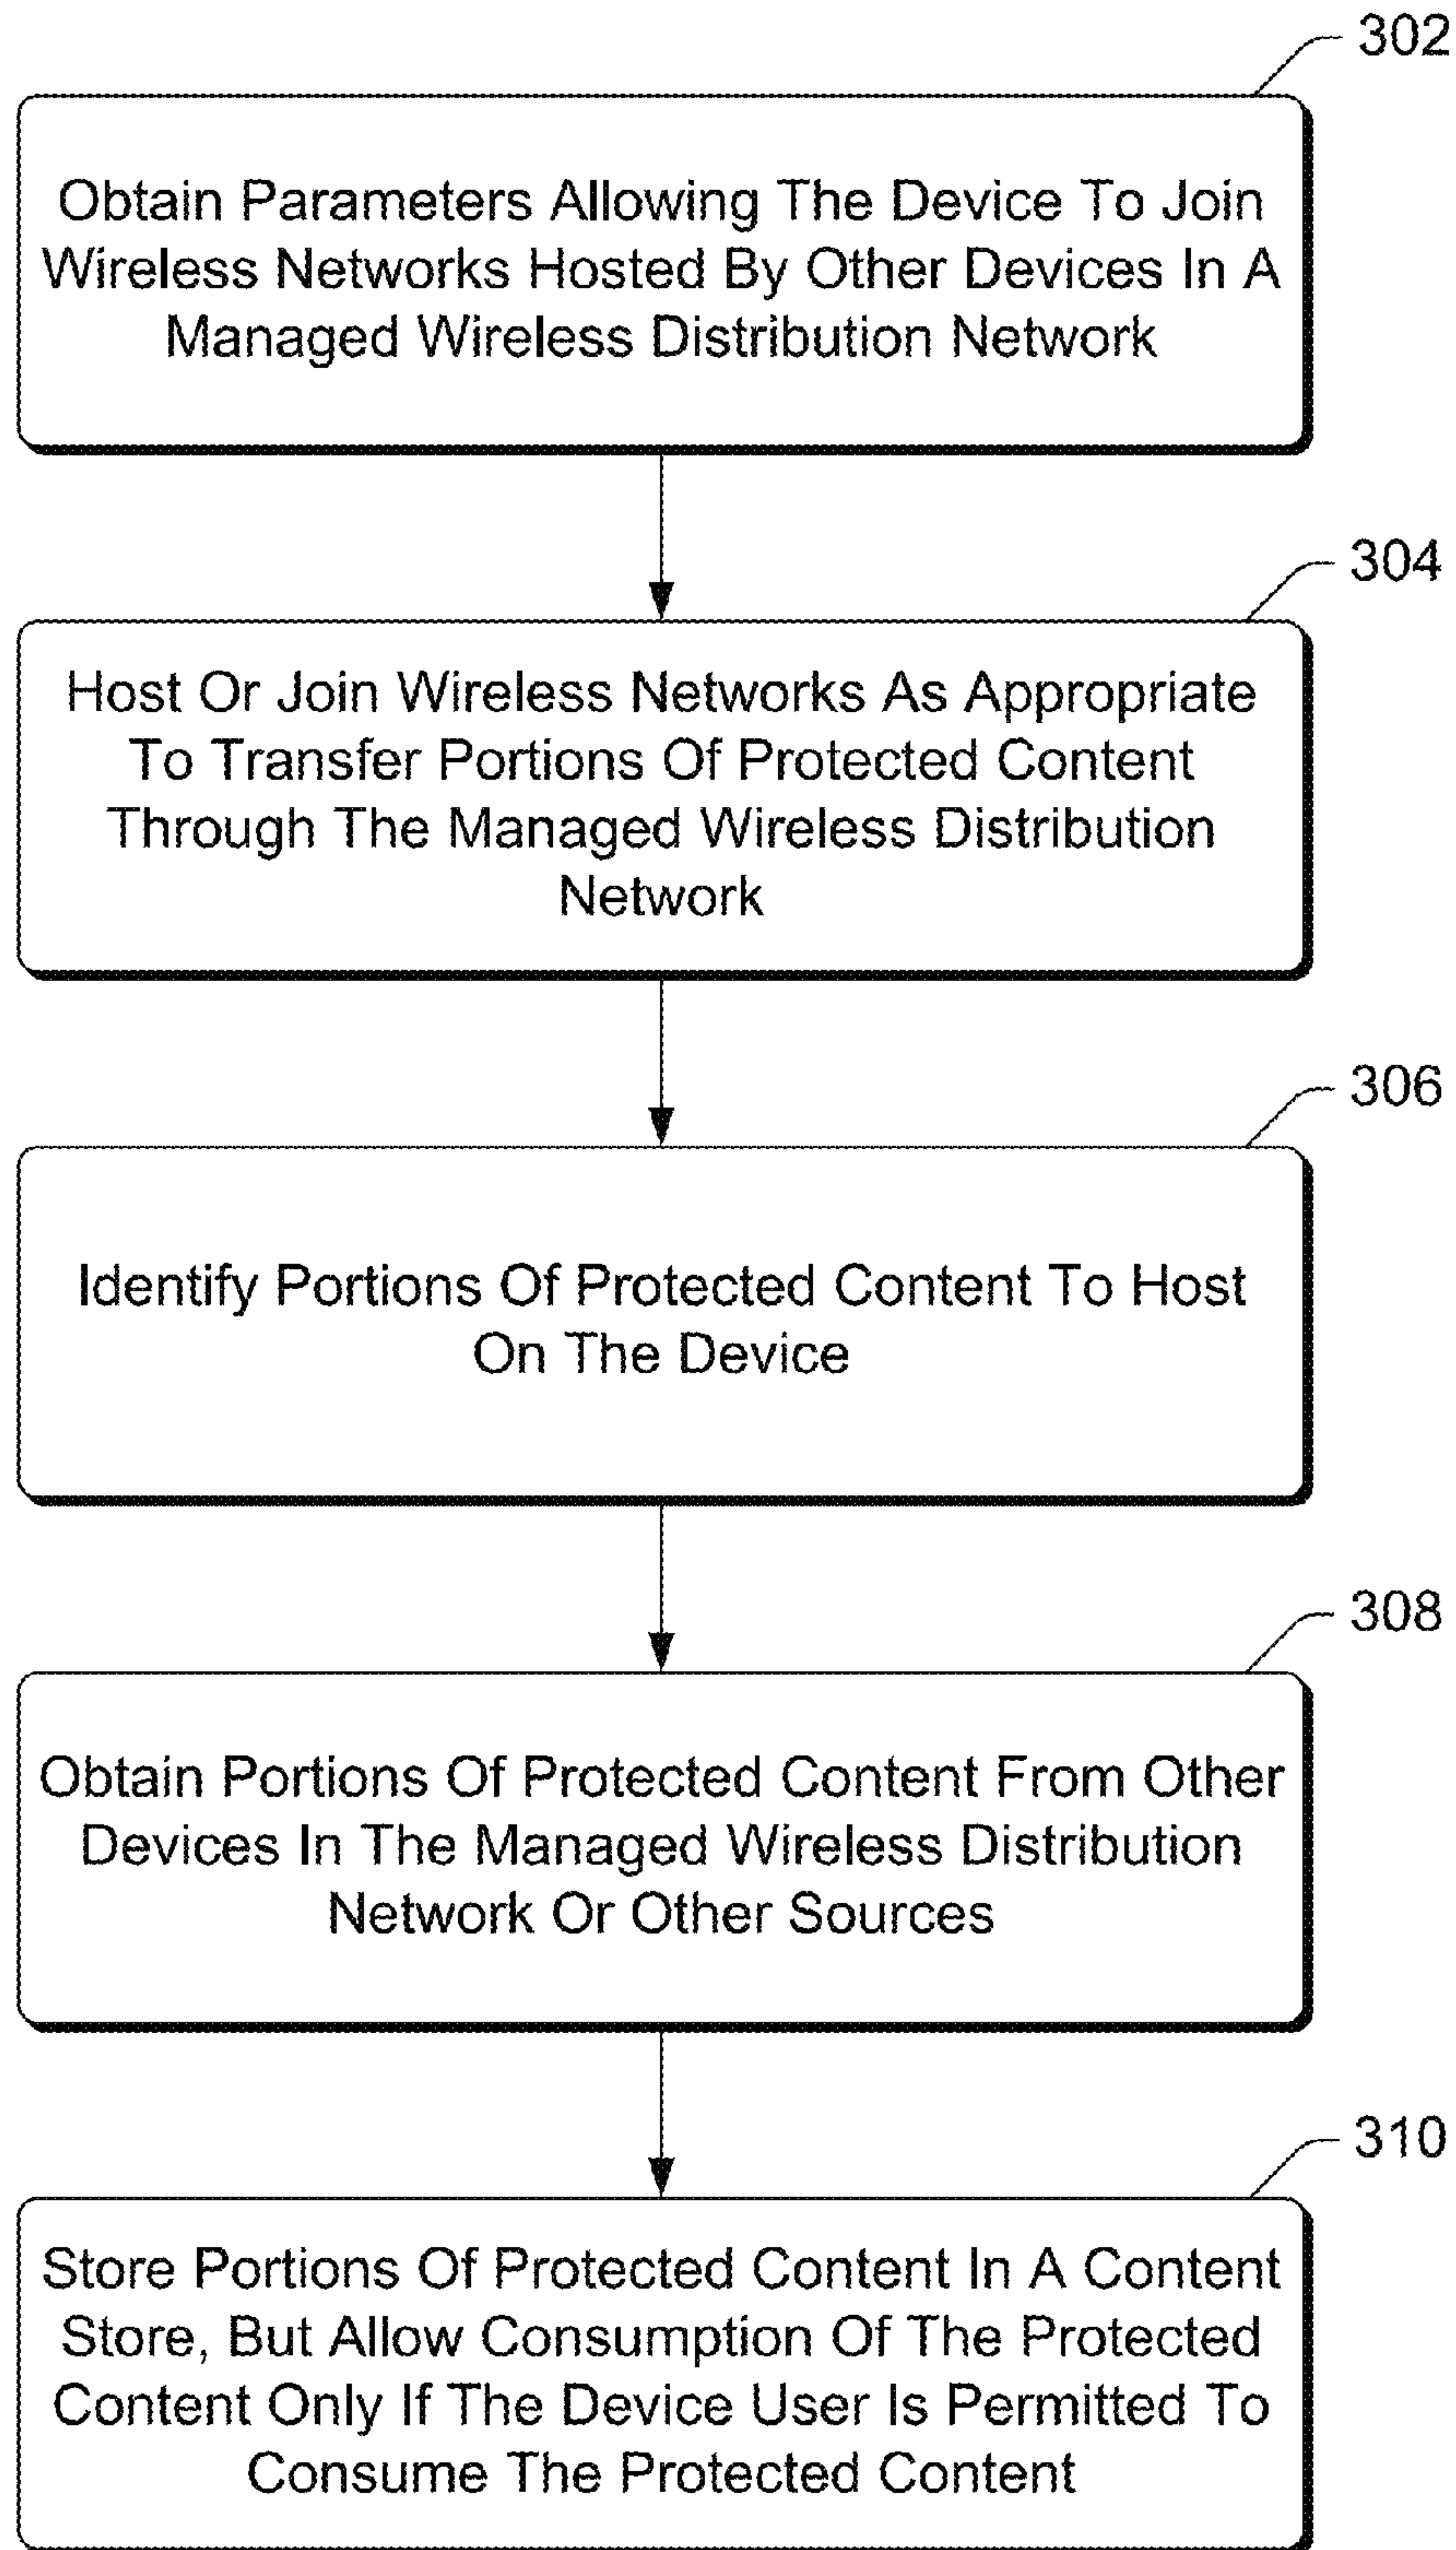 302
Obtain Parameters Allowing The Device To Join
Wireless Networks Hosted By Other Devices In A
Managed Wireless Distribution Network
304
Host Or Join Wireless Networks As Appropriate
To Transfer Portions Of Protected Content
Through The Managed Wireless Distribution
Network
306
Identify Portions Of Protected Content To Host
On The Device
308
Obtain Portions Of Protected Content From Other
Devices In The Managed Wireless Distribution
Network Or Other Sources
310
Store Portions Of Protected Content In A Content
Store, But Allow Consumption Of The Protected
Content Only If The Device User Is Permitted To
Consume The Protected Content